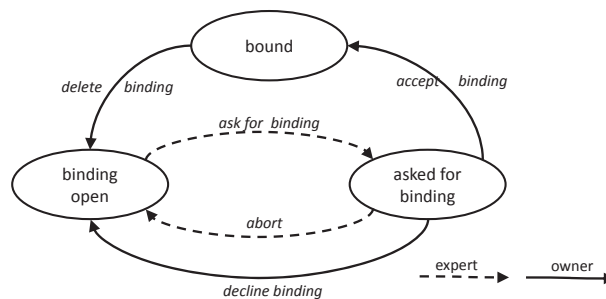 bound
delete binding
accept binding
ask for binding
binding
open
asked for
binding
abort
expert
owner
decline binding